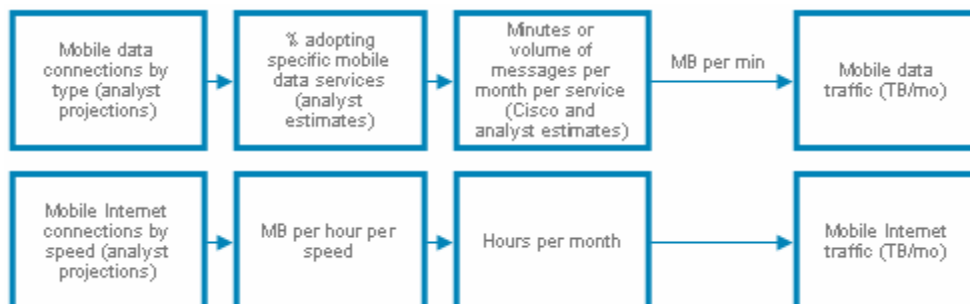 Mobile data
connections by
type (analyst
projections)
% adopting
specific mobile
data services
(analyst
estimates)
Minutes or
volume of
messages per
month per service
(Cisco and
analyst estimates)
MB per min
Mobile data
traffic (TB/mo)
Mobile Internet
connections by
speed (analyst
projections)
MB per hour per
speed
Hours per month
Mobile Internet
traffic (TB/mo)